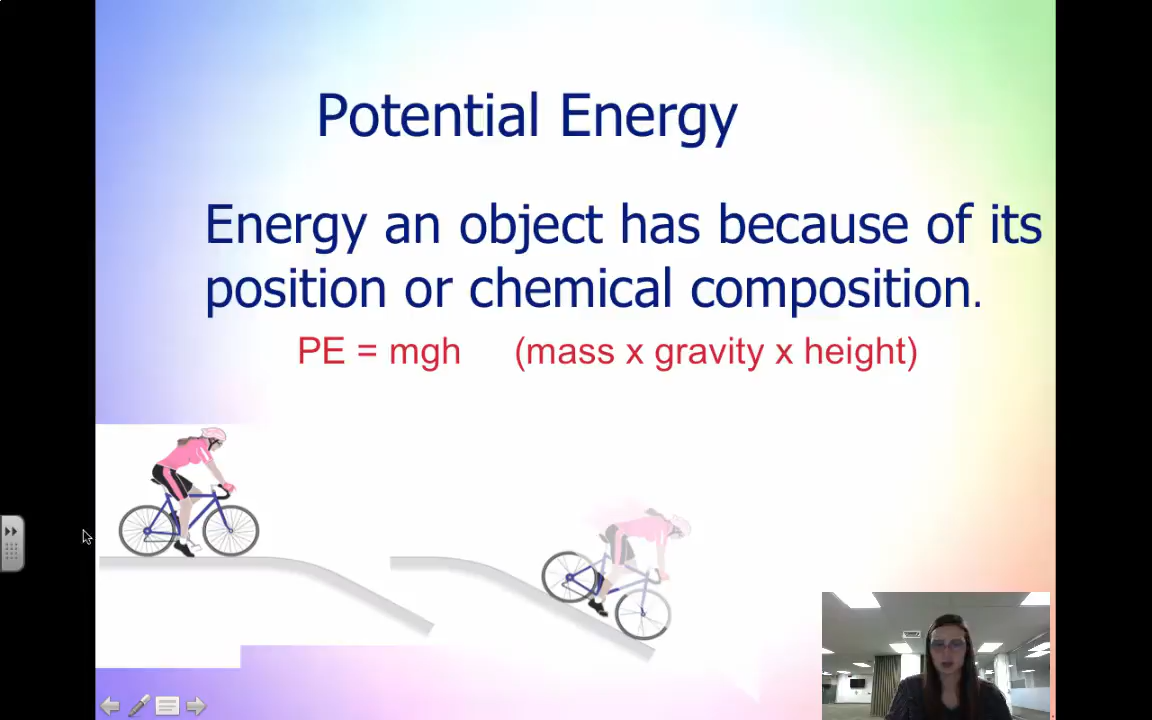 Potential Energy
Energy an object has because of its
position or chemical composition.
PE = mgh (mass x gravity x height)